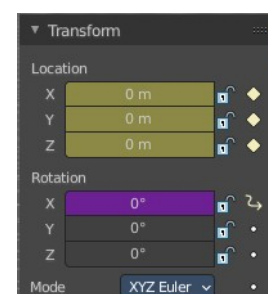 Transform
Location
X 0 m
Y 0 m
Z 0 m
Rotation
X 0°
Y 0°
Z 0°
Mode XYZ Euler